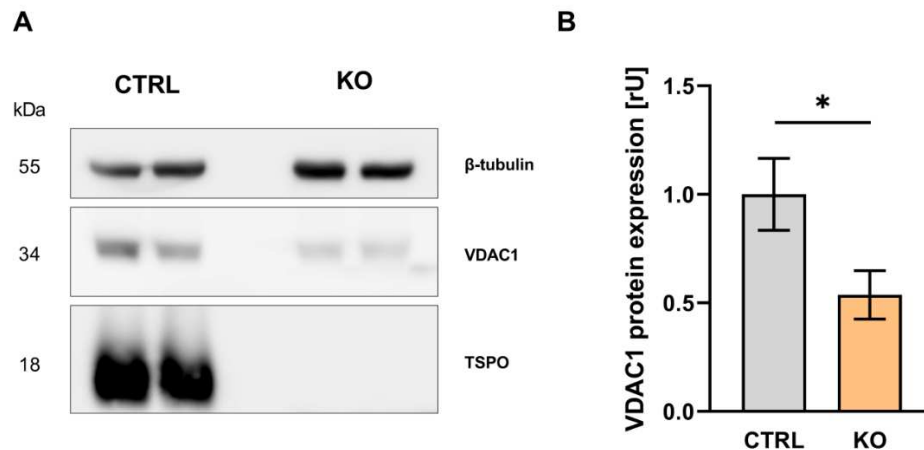 A
CTRL KO
kDa
55 β-tubulin
34 VDAC1
18 TSPO
B
VDAC1 protein expression [rU]
1.5
*
1.0
0.5
0.0
CTRL KO